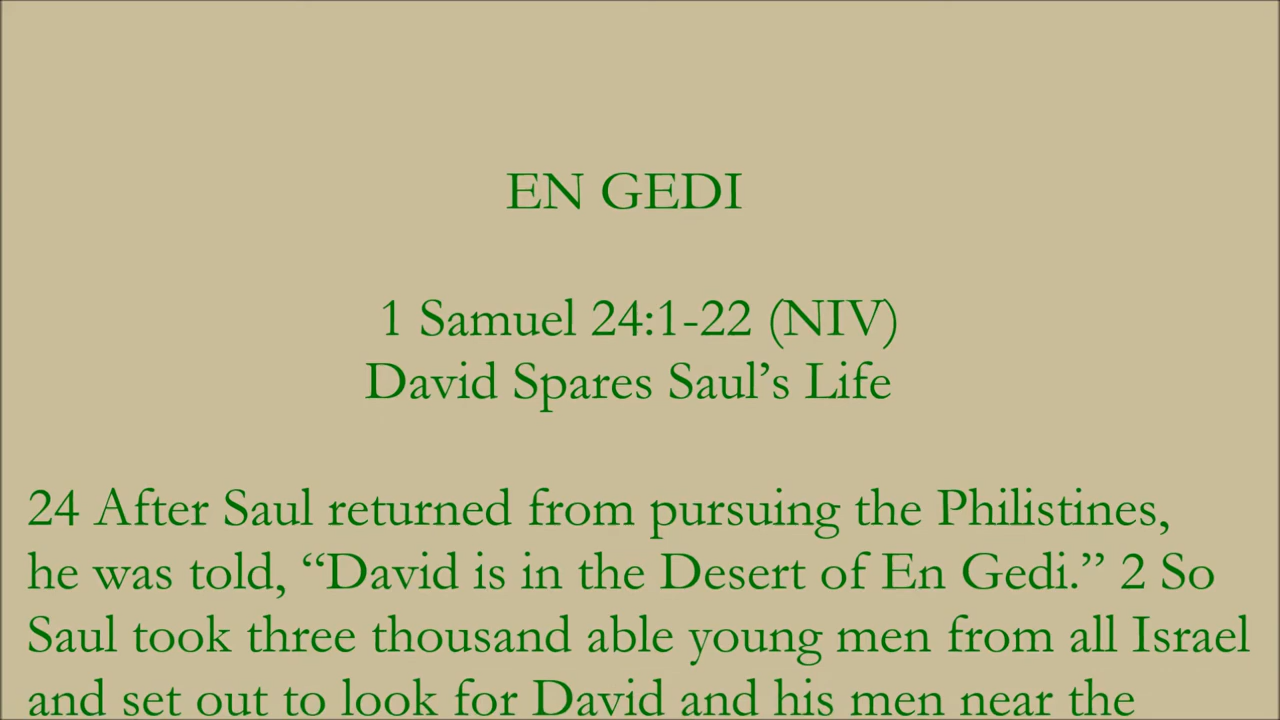 EN GEDI
1 Samuel 24:1-22 (NIV)
David Spares Saul’s Life
24 After Saul returned from pursuing the Philistines,
he was told, “David is in the Desert of En Gedi.” 2 So
Saul took three thousand able young men from all Israel
and set out to look for David and his men near the